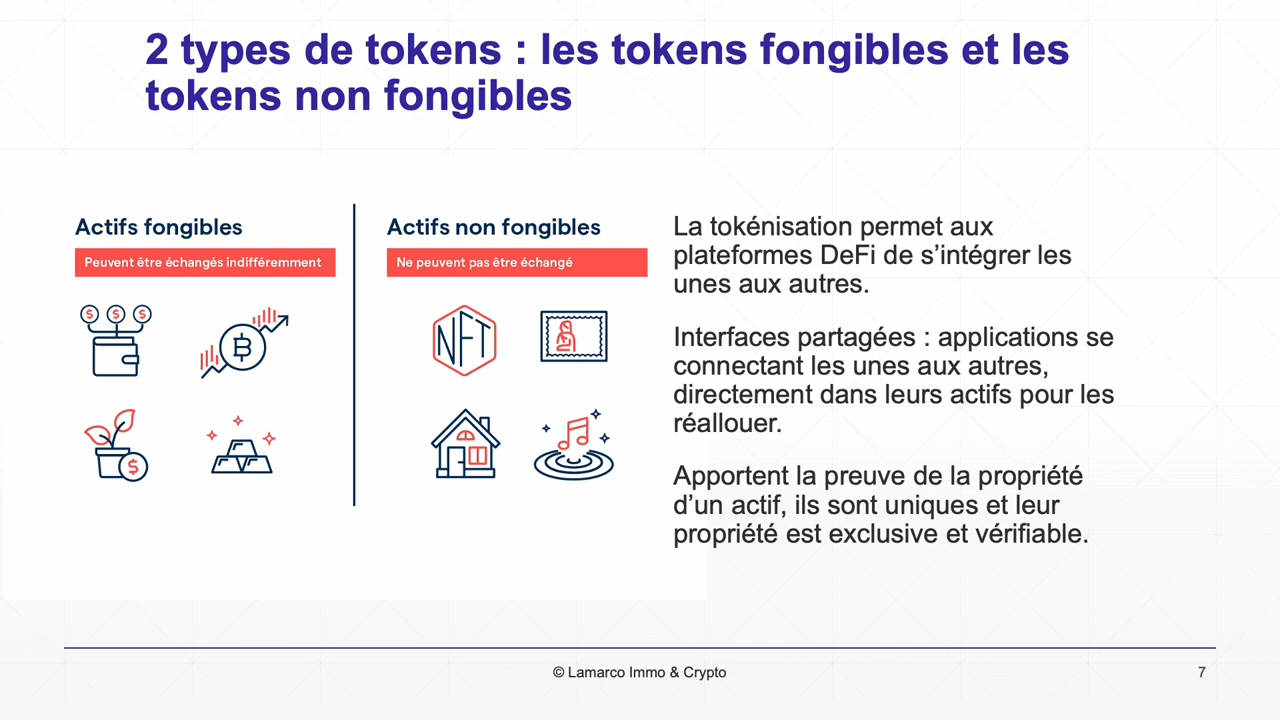 2 types de tokens : les tokens fongibles et les
tokens non fongibles
Actifs fongibles
Peuvent être échangés indifféremment
$ $ $
B
$
Actifs non fongibles
Ne peuvent pas être échangé
NFT
La tokénisation permet aux
plateformes DeFi de s’intégrer les
unes aux autres.
Interfaces partagées : applications se
connectant les unes aux autres,
directement dans leurs actifs pour les
réallouer.
Apportent la preuve de la propriété
d’un actif, ils sont uniques et leur
propriété est exclusive et vérifiable.
© Lamarco Immo & Crypto
7